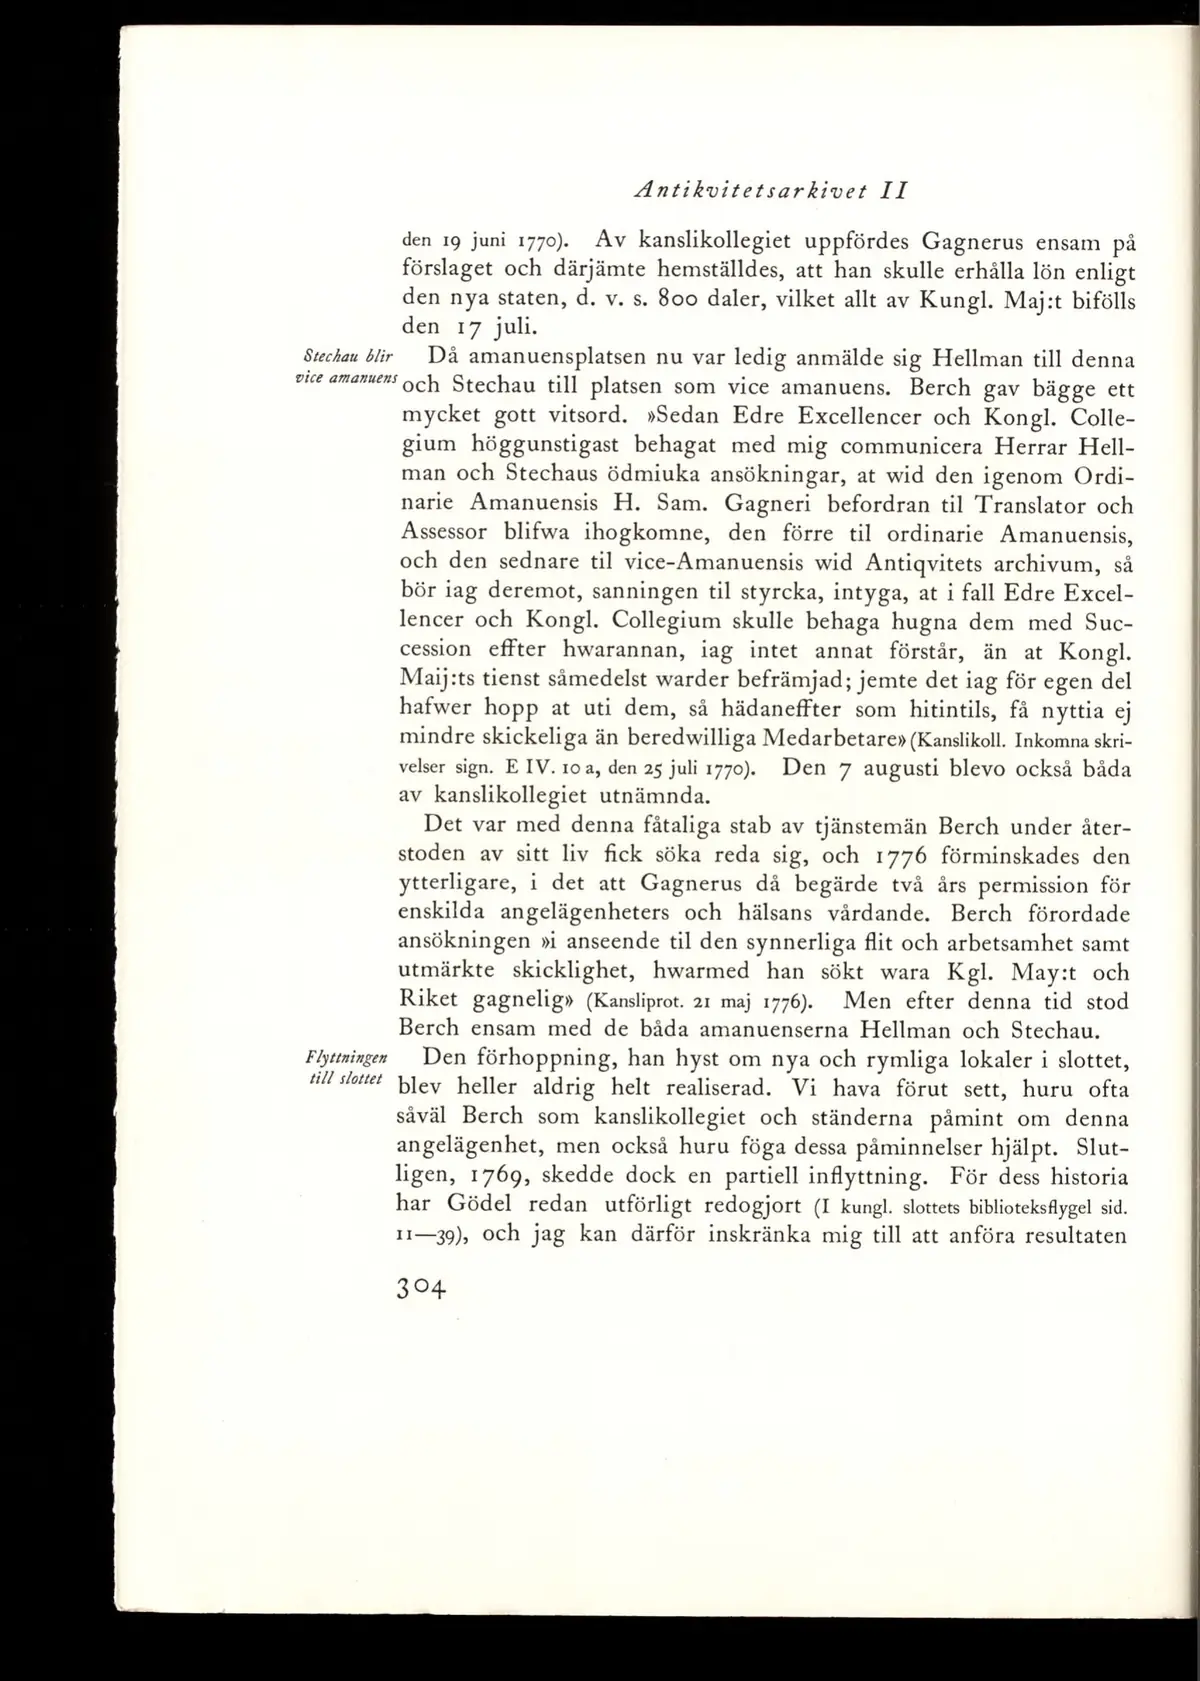 Antikvitetsarkivet II
den 19 juni 1770). Av kanslikollegiet uppfördes Gagnerus ensam på
förslaget och därjämte hemställdes, att han skulle erhålla lön enligt
den nya staten, d. v. s. 800 daler, vilket allt av Kungl. Maj:t bifölls
den 17 juli.
Stechau blir
vice amanuens
Då amanuensplatsen nu var ledig anmälde sig Hellman till denna
och Stechau till platsen som vice amanuens. Berch gav bägge ett
mycket gott vitsord. »Sedan Edre Excellencer och Kongl. Colle-
gium höggunstigast behagat med mig communicera Herrar Hell-
man och Stechaus ödmiuka ansökningar, at wid den igenom Ordi-
narie Amanuensis H. Sam. Gagneri befordran til Translator och
Assessor blifwa ihogkomne, den förre til ordinarie Amanuensis,
och den sednare til vice-Amanuensis wid Antiqvitets archivum, så
bör iag deremot, sanningen til styrcka, intyga, at i fall Edre Excel-
lencer och Kongl. Collegium skulle behaga hugna dem med Suc-
cession effter hwarannan, iag intet annat förstår, än at Kongl.
Maij:ts tienst såmedelst warder befrämjad; jemte det iag för egen del
hafwer hopp at uti dem, så hädaneffter som hitintils, få nyttia ej
mindre skickeliga än beredwilliga Medarbetare» (Kanslikoll. Inkomna skri-
velser sign. E IV. 10 a, den 25 juli 1770). Den 7 augusti blevo också båda
av kanslikollegiet utnämnda.
Det var med denna fåtaliga stab av tjänstemän Berch under åter-
stoden av sitt liv fick söka reda sig, och 1776 förminskades den
ytterligare, i det att Gagnerus då begärde två års permission för
enskilda angelägenheters och hälsans vårdande. Berch förordade
ansökningen »i anseende til den synnerliga flit och arbetsamhet samt
utmärkte skicklighet, hwarmed han sökt wara Kgl. May:t och
Riket gagnelig» (Kansliprot. 21 maj 1776). Men efter denna tid stod
Berch ensam med de båda amanuenserna Hellman och Stechau.
Flyttningen
till slottet
Den förhoppning, han hyst om nya och rymliga lokaler i slottet,
blev heller aldrig helt realiserad. Vi hava förut sett, huru ofta
såväl Berch som kanslikollegiet och ständerna påmint om denna
angelägenhet, men också huru föga dessa påminnelser hjälpt. Slut-
ligen, 1769, skedde dock en partiell inflyttning. För dess historia
har Gödel redan utförligt redogjort (I kungl. slottets biblioteksflygel sid.
11—39), och jag kan därför inskränka mig till att anföra resultaten
304